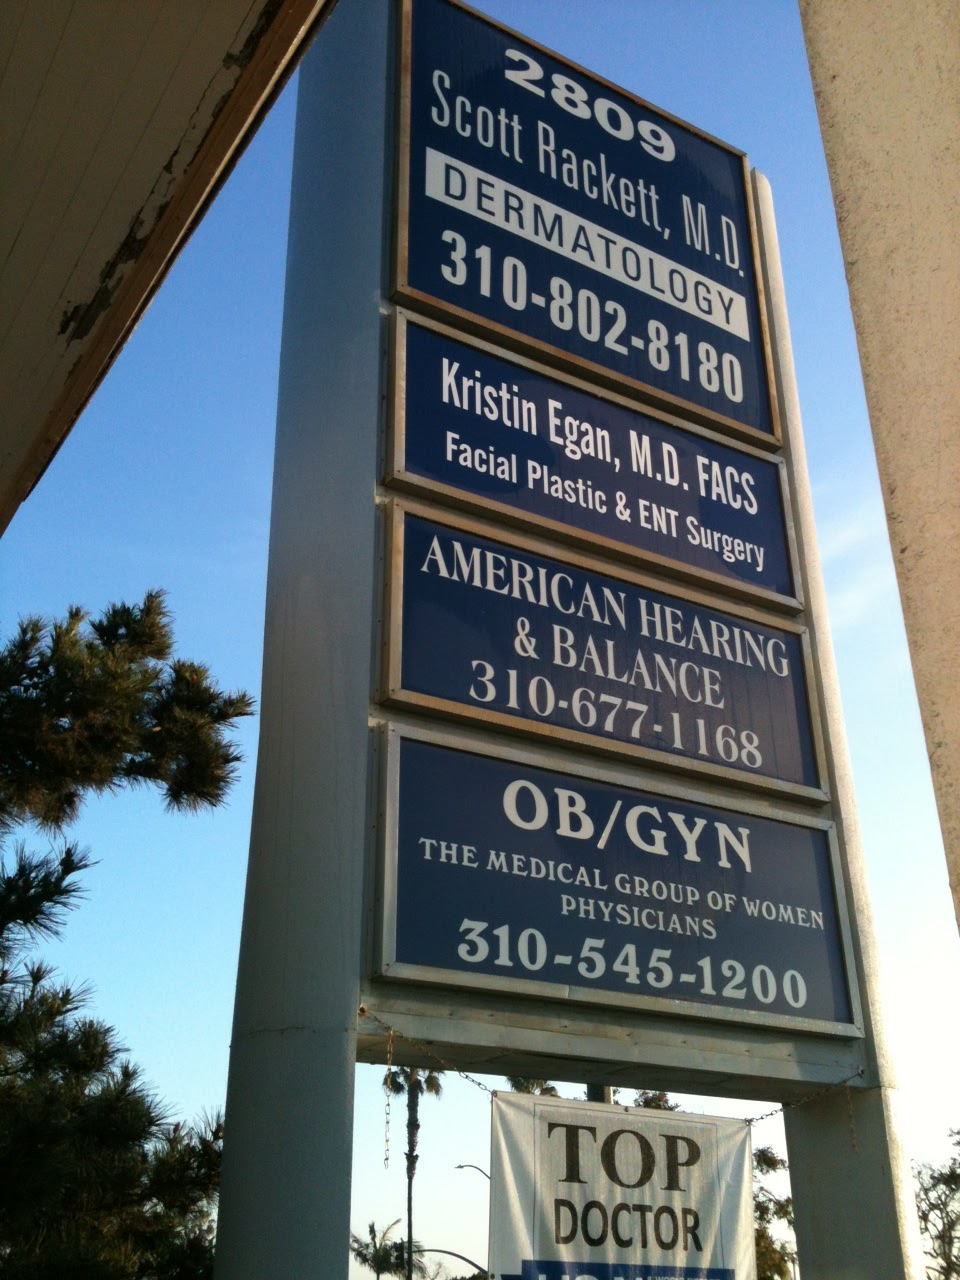 2809
Scott Rackett, M.D.
DERMATOLOGY
310-802-8180
Kristin Egan, M.D. FACS
Facial Plastic & ENT Surgery
AMERICAN HEARING
& BALANCE
310-677-1168
OB/GYN
THE MEDICAL GROUP OF WOMEN
PHYSICIANS
310-545-1200
TOP
DOCTOR